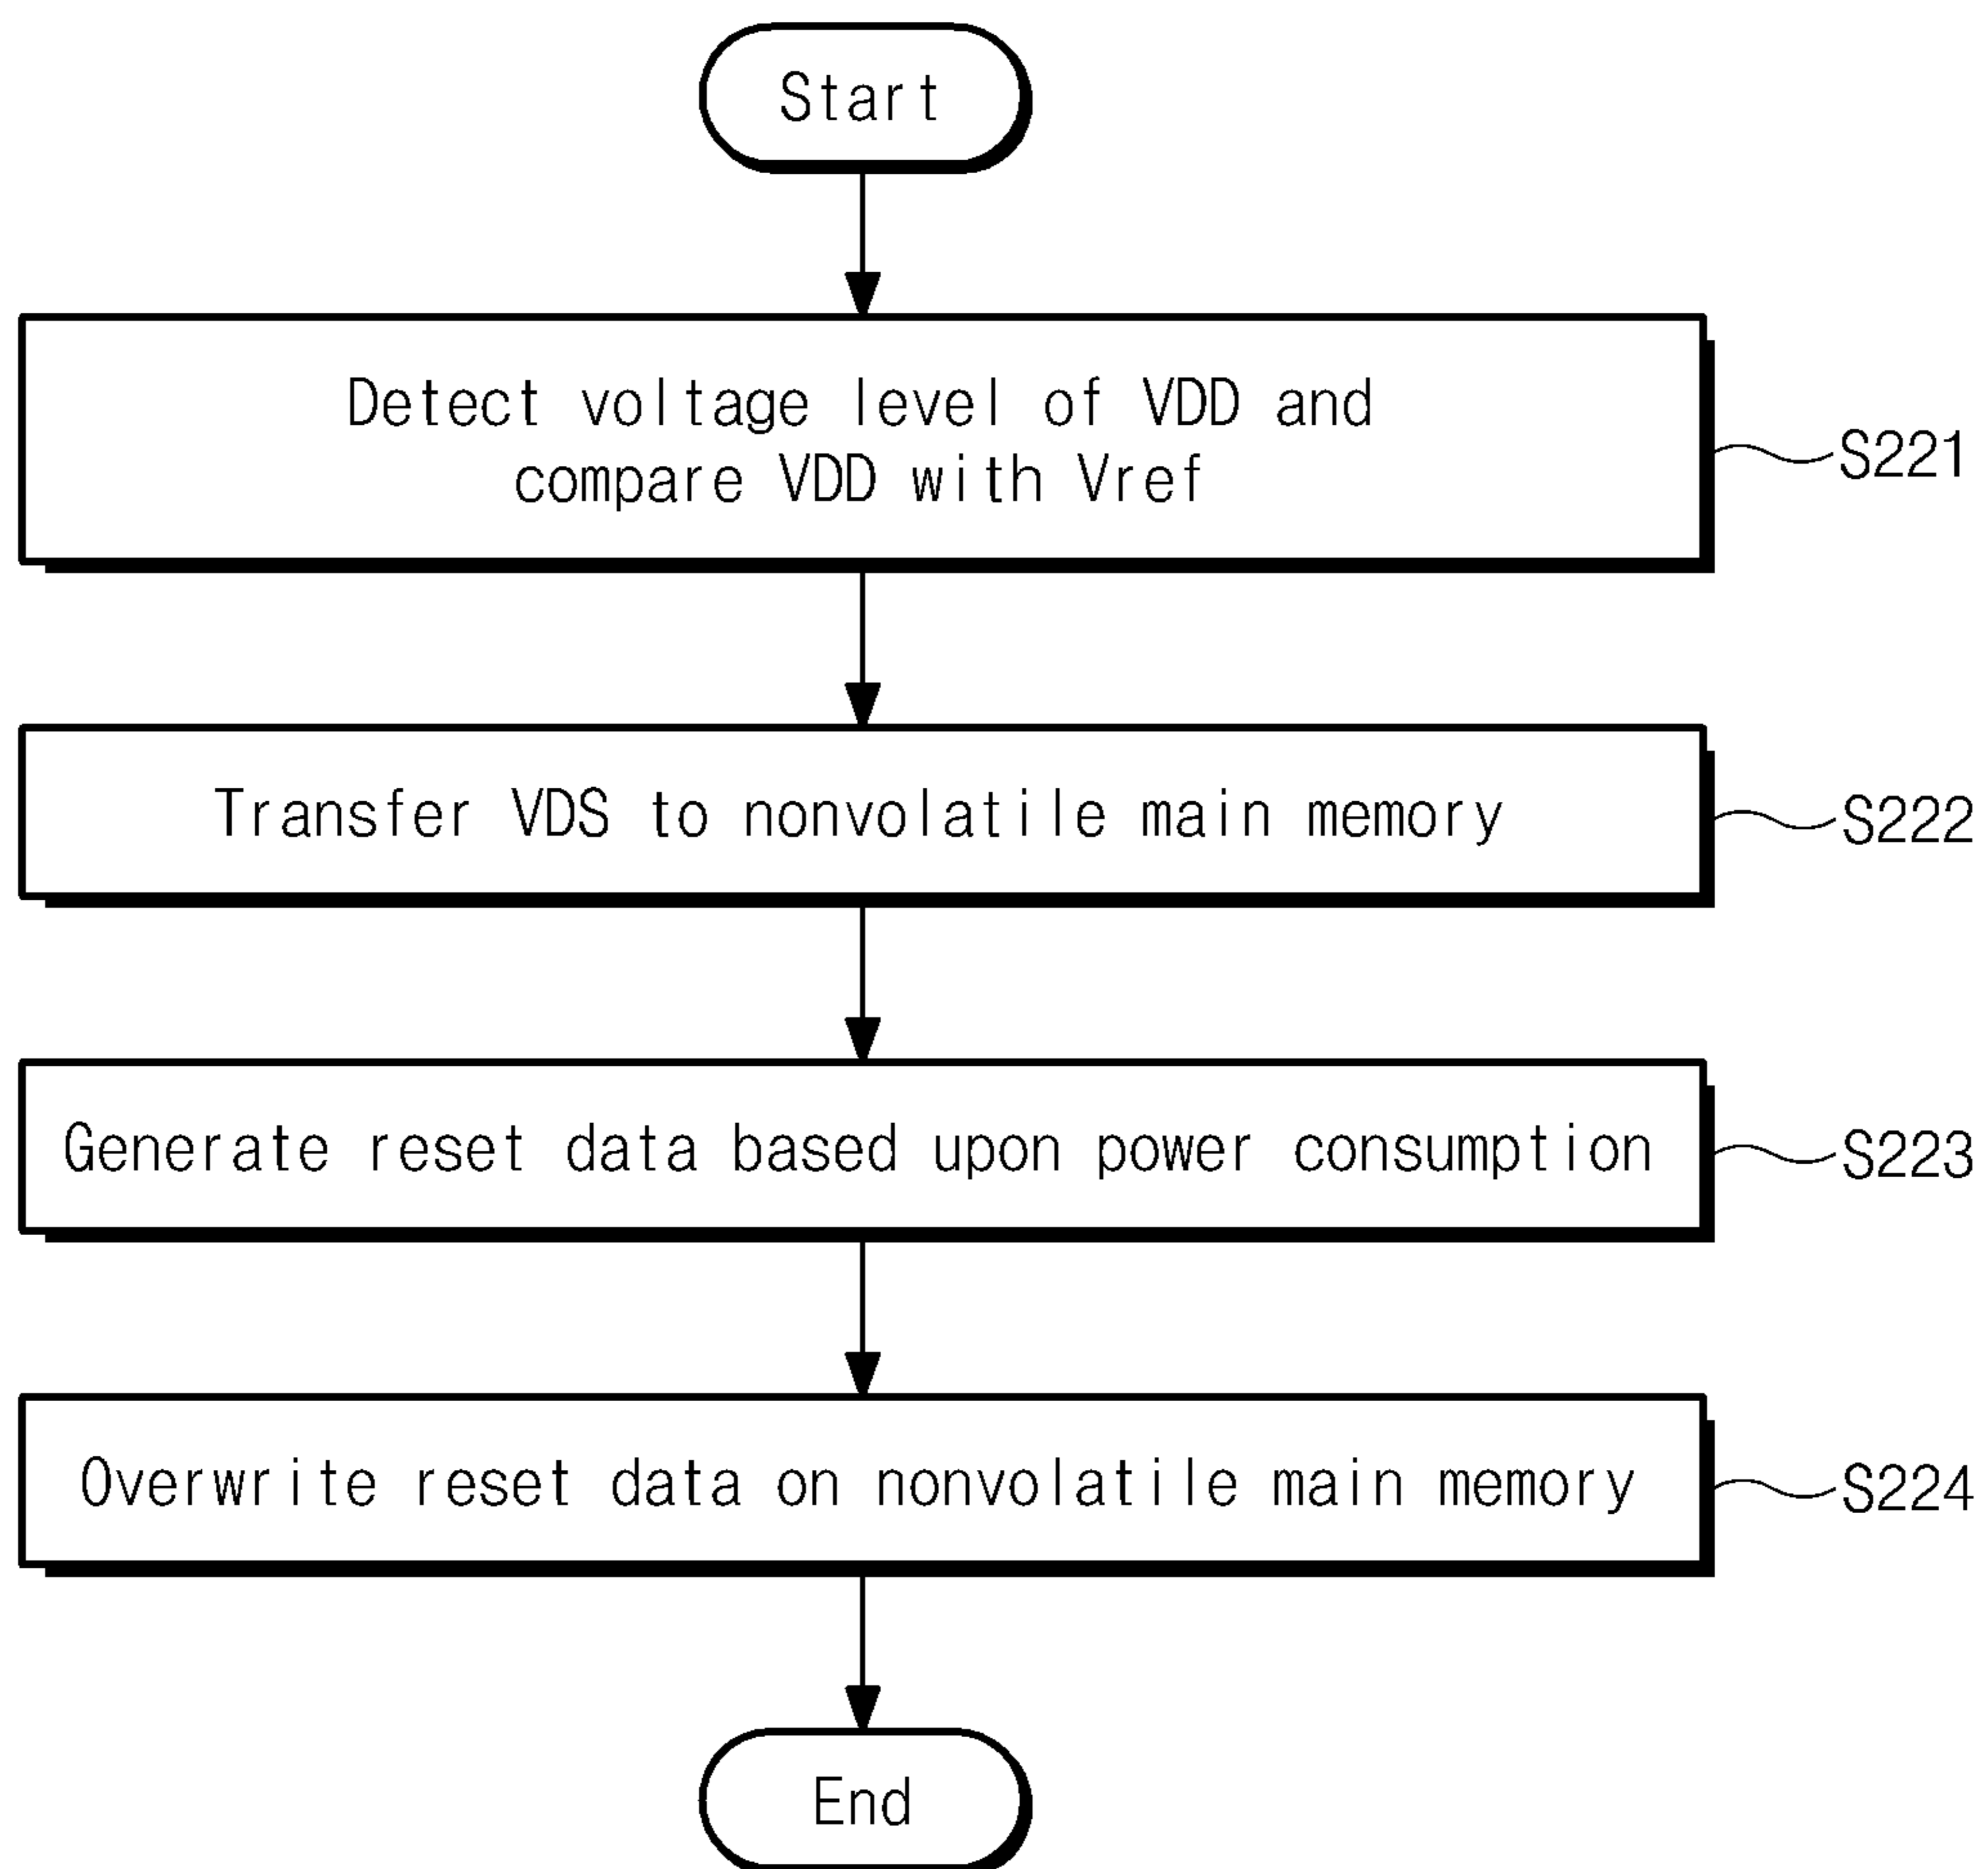 Start
Detect voltage level of VDD and
compare VDD with Vref
S221
Transfer VDS to nonvolatile main memory
S222
Generate reset data based upon power consumption
S223
Overwrite reset data on nonvolatile main memory
S224
End